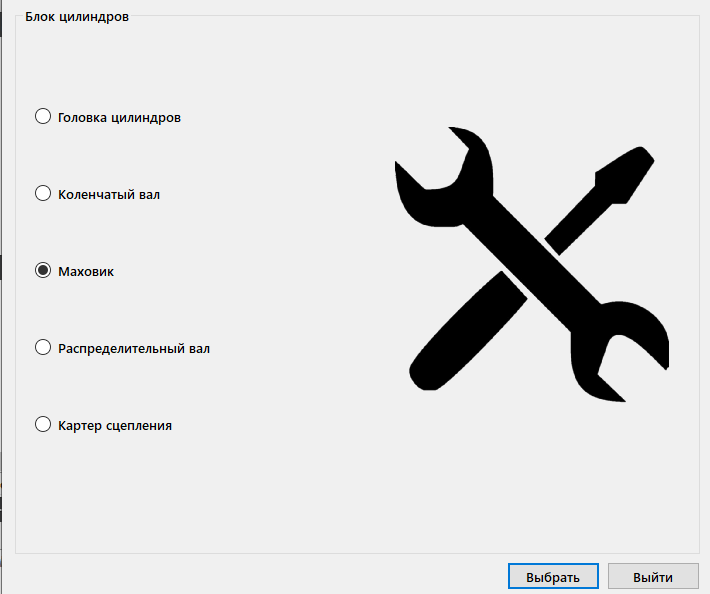 Блок цилиндров
Головка цилиндров
Коленчатый вал
Маховик
Распределительный вал
Картер сцепления
Выбрать
Выйти